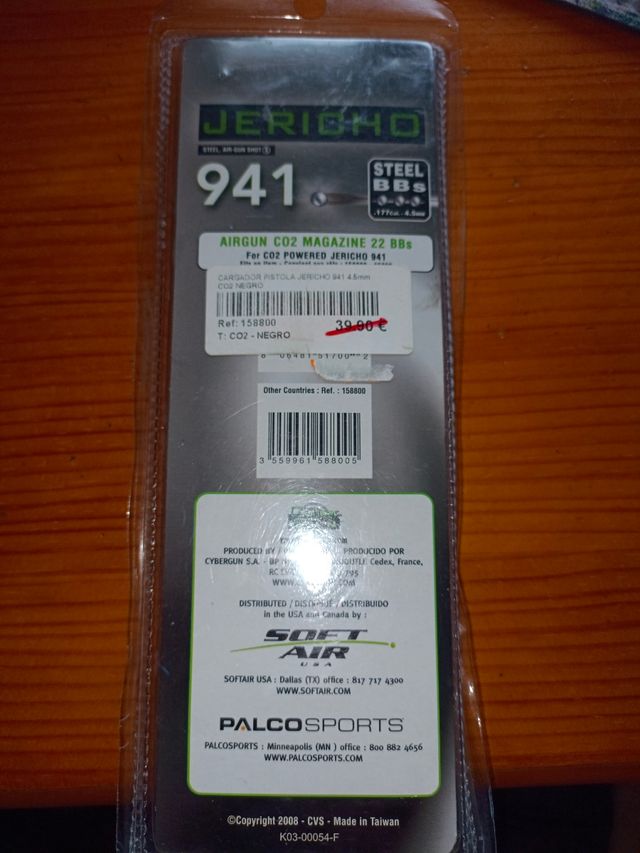 JERICHO
STEEL, AIR-GUN SHOT
941
STEEL
BBs
.177cal. - 4.5mm
AIRGUN CO2 MAGAZINE 22 BBs
For CO2 POWERED JERICHO 941
CARGADOR PISTOLA JERICHO 941 4.5mm
CO2 NEGRO
Ref: 158800
39.00 €
T: CO2 - NEGRO
Other Countries : Ref. : 158800
3 559961 588005
PRODUCED BY PRODUCIDO POR
CYBERGUN S.A. - Cedex, France,
DISTRIBUTED / DISTRIBUIDO
in the USA and Canada by :
SOFT
AIR
USA
SOFTAIR USA : Dallas (TX) office : 817 717 4300
WWW.SOFTAIR.COM
PALCOSPORTS
PALCOSPORTS : Minneapolis (MN ) office : 800 882 4656
WWW.PALCOSPORTS.COM
©Copyright 2008 - CVS - Made in Taiwan
K03-00054-F